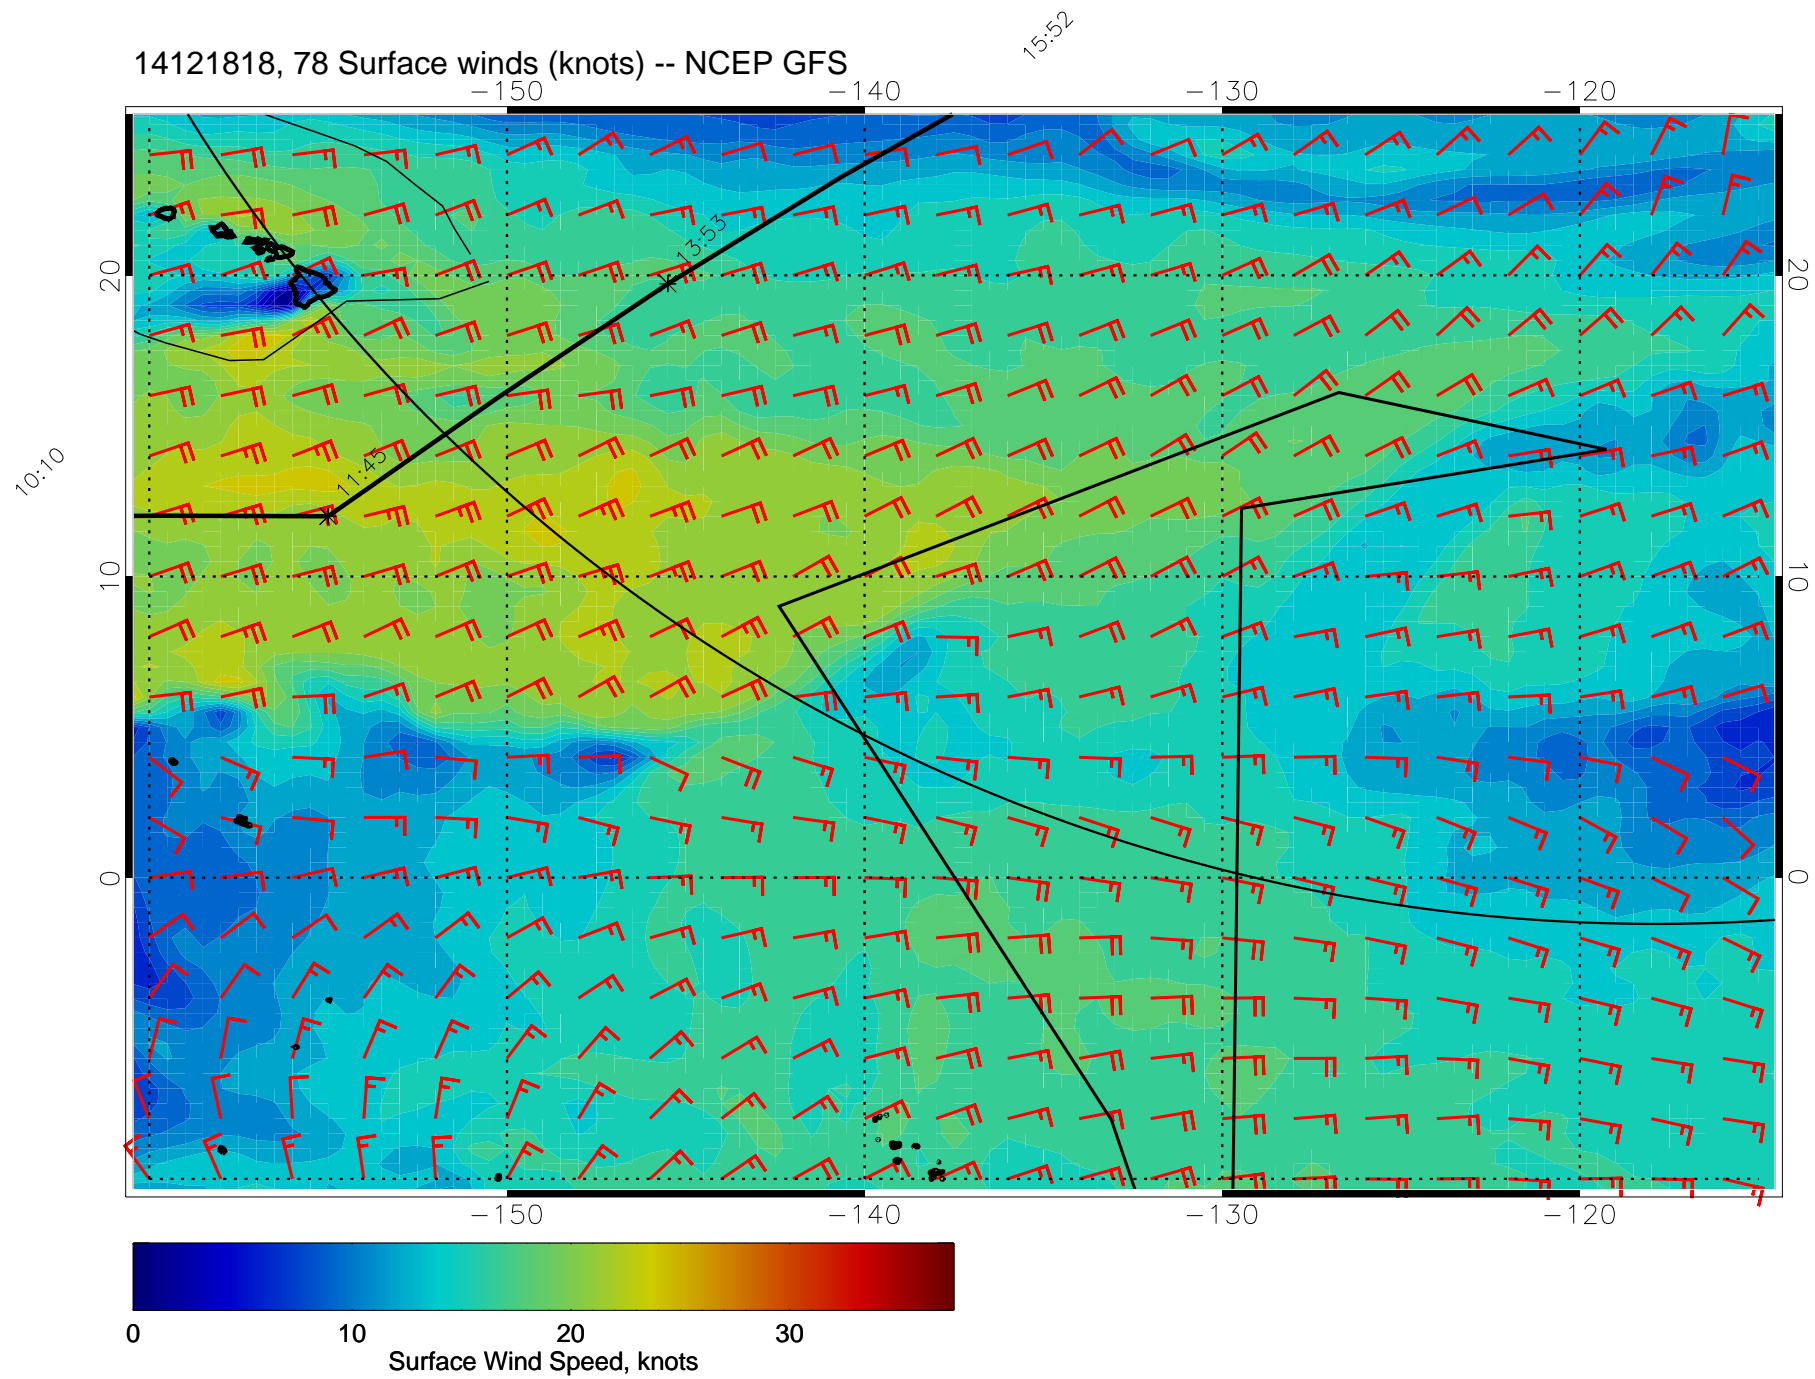 15:52
14121818, 78 Surface winds (knots) -- NCEP GFS
-150 -140 -130 -120
13:53
20 20
11:45
10:10
10 10
0 0
-150 -140 -130 -120
0 10 20 30
Surface Wind Speed, knots